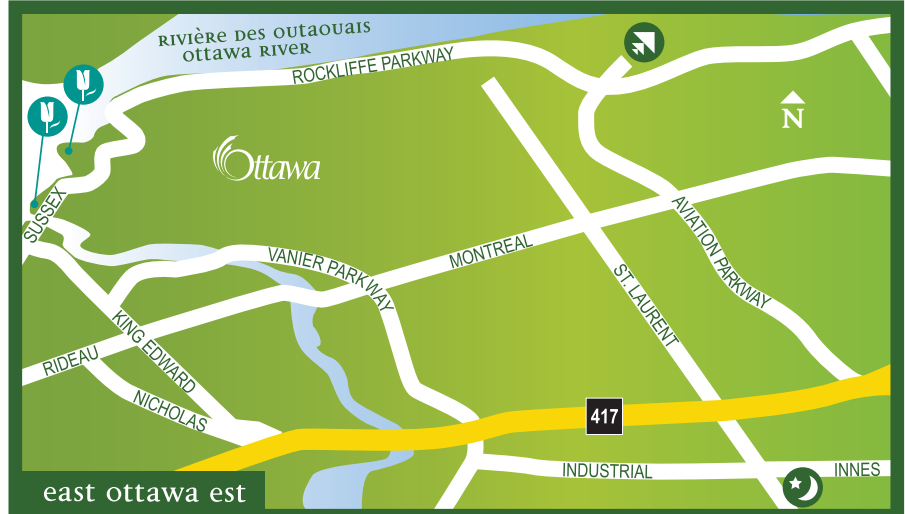 RIVIÈRE DES OUTAOUAIS
OTTAWA RIVER
ROCKLIFFE PARKWAY
N
Ottawa
SUSSEX
AVIATION PARKWAY
VANIER PARKWAY
MONTREAL
ST. LAURENT
KING EDWARD
RIDEAU
NICHOLAS
417
INDUSTRIAL
INNES
east ottawa est